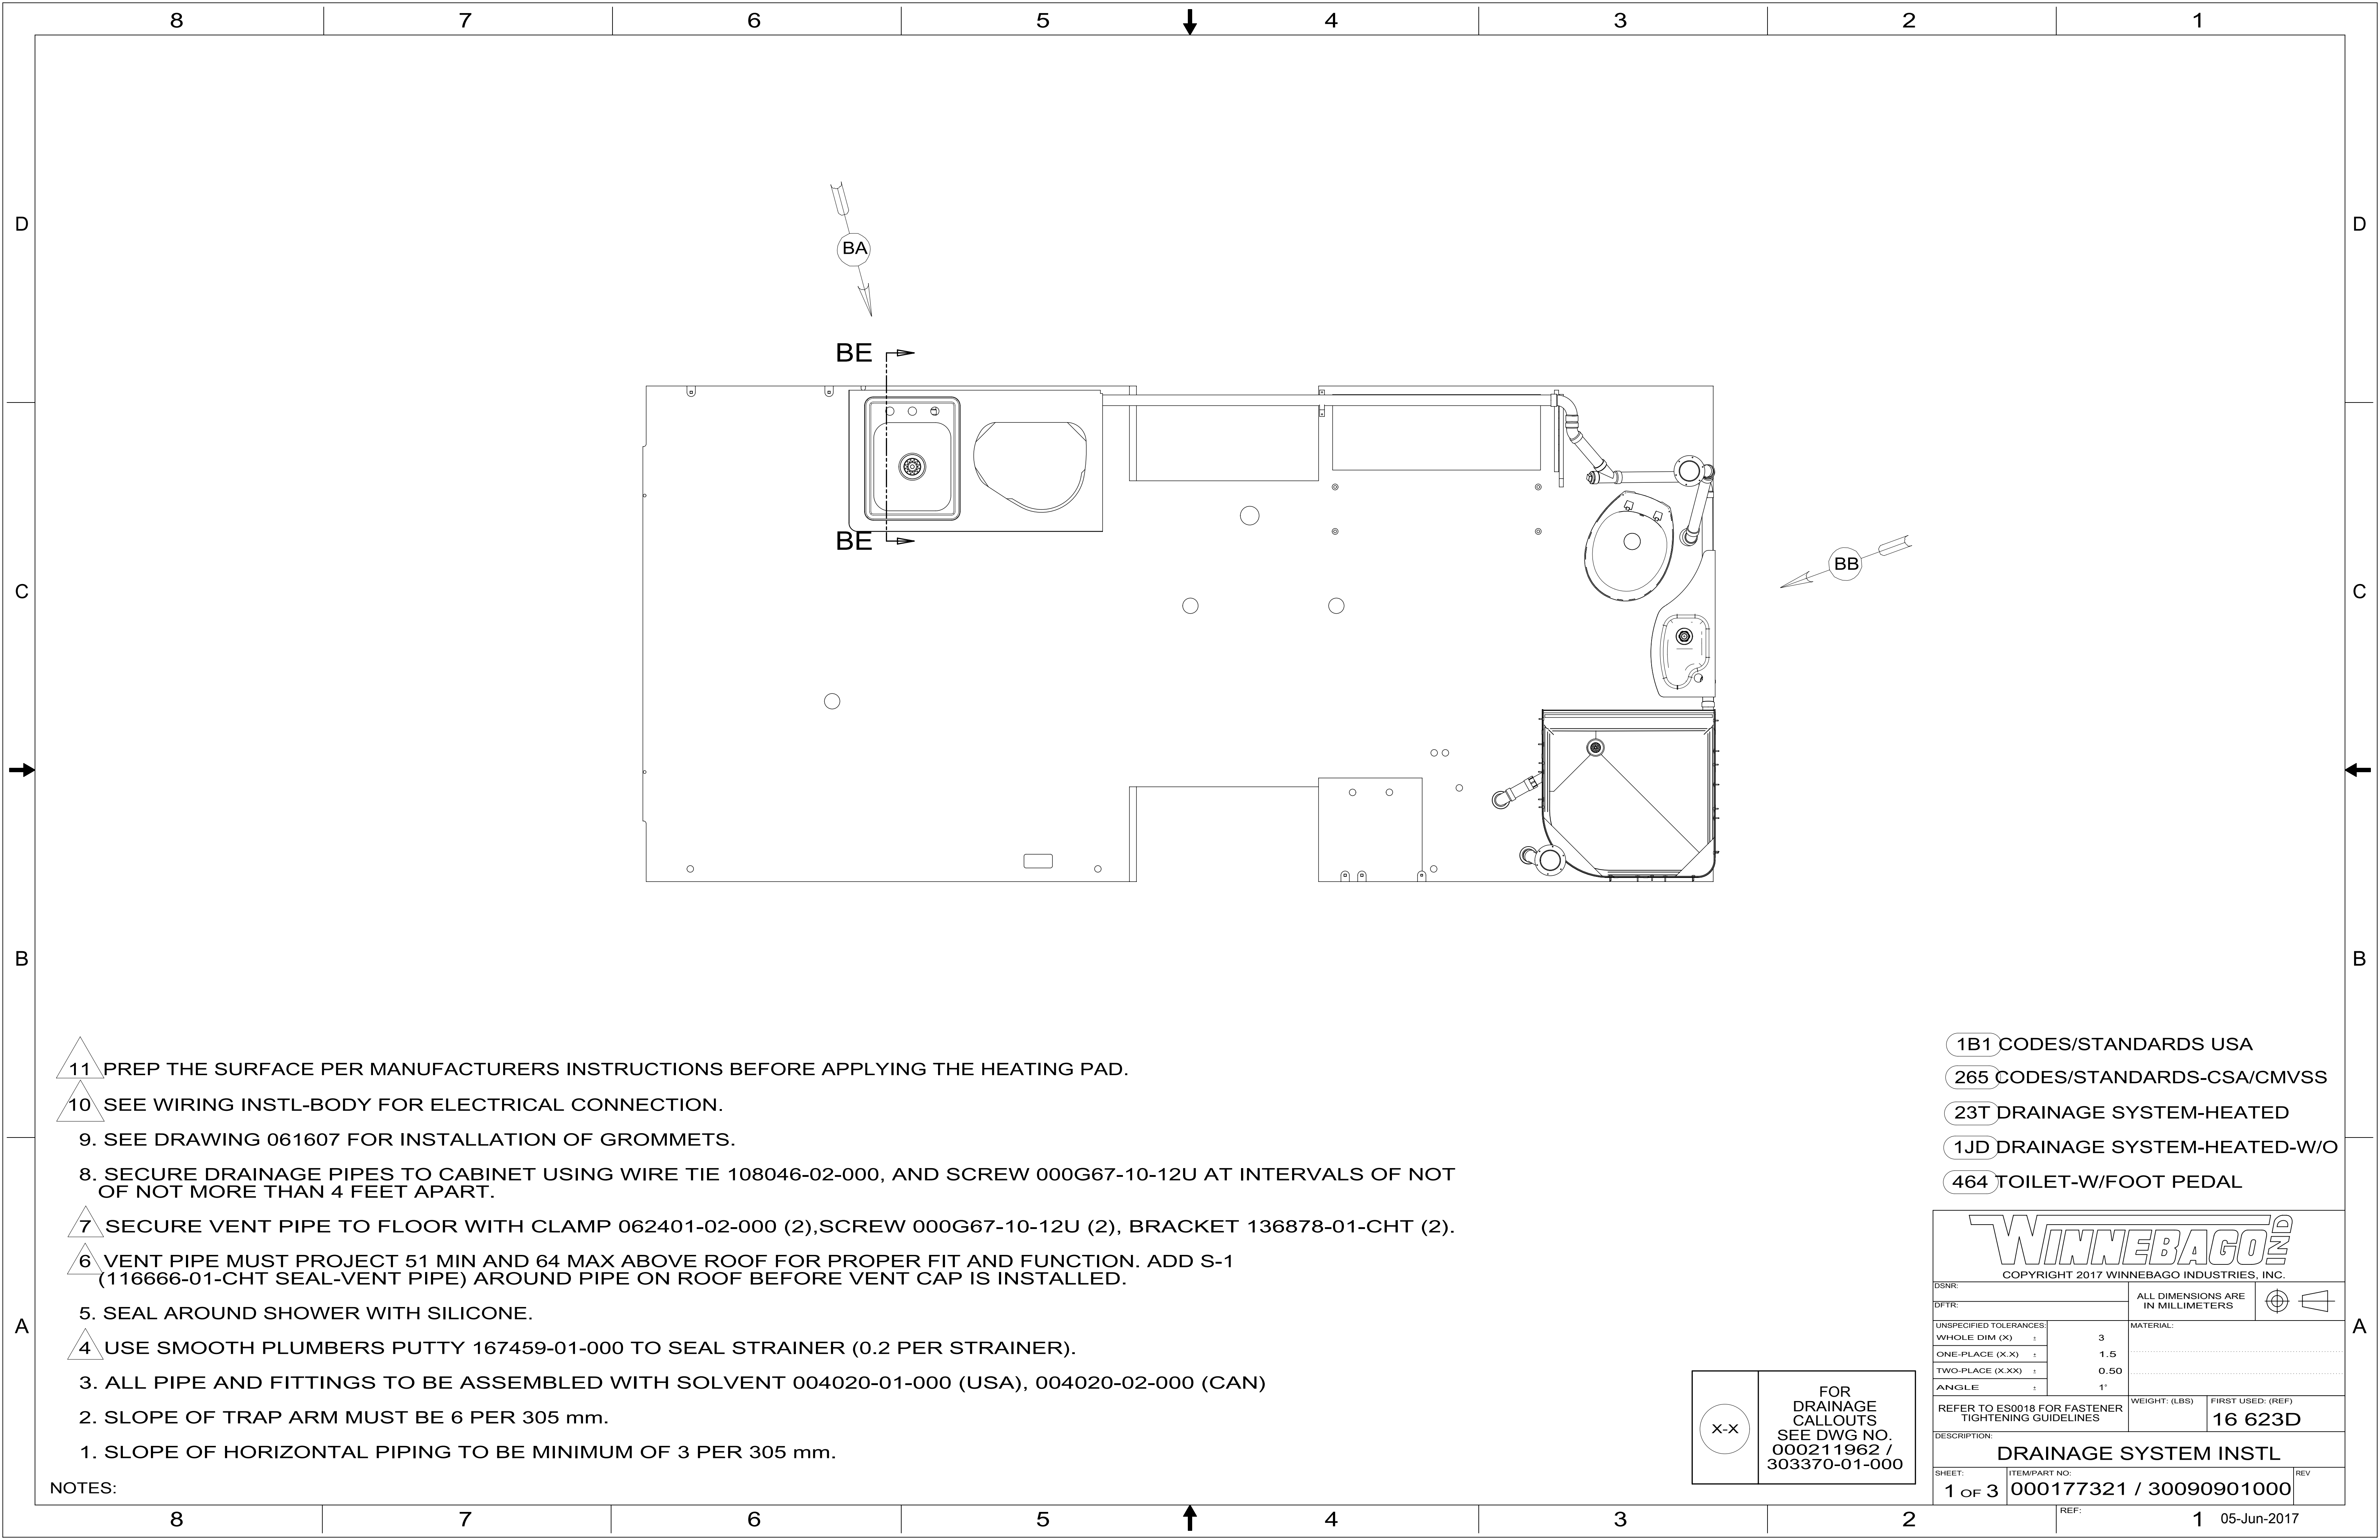 8 7 6 5 4 3 2 1
D D
BA
BE
BE
BB
C C
B B
11 PREP THE SURFACE PER MANUFACTURERS INSTRUCTIONS BEFORE APPLYING THE HEATING PAD.
10 SEE WIRING INSTL-BODY FOR ELECTRICAL CONNECTION.
9. SEE DRAWING 061607 FOR INSTALLATION OF GROMMETS.
8. SECURE DRAINAGE PIPES TO CABINET USING WIRE TIE 108046-02-000, AND SCREW 000G67-10-12U AT INTERVALS OF NOT
OF NOT MORE THAN 4 FEET APART.
7 SECURE VENT PIPE TO FLOOR WITH CLAMP 062401-02-000 (2),SCREW 000G67-10-12U (2), BRACKET 136878-01-CHT (2).
6 VENT PIPE MUST PROJECT 51 MIN AND 64 MAX ABOVE ROOF FOR PROPER FIT AND FUNCTION. ADD S-1
(116666-01-CHT SEAL-VENT PIPE) AROUND PIPE ON ROOF BEFORE VENT CAP IS INSTALLED.
5. SEAL AROUND SHOWER WITH SILICONE.
4 USE SMOOTH PLUMBERS PUTTY 167459-01-000 TO SEAL STRAINER (0.2 PER STRAINER).
3. ALL PIPE AND FITTINGS TO BE ASSEMBLED WITH SOLVENT 004020-01-000 (USA), 004020-02-000 (CAN)
2. SLOPE OF TRAP ARM MUST BE 6 PER 305 mm.
1. SLOPE OF HORIZONTAL PIPING TO BE MINIMUM OF 3 PER 305 mm.
NOTES:
A A
1B1 CODES/STANDARDS USA
265 CODES/STANDARDS-CSA/CMVSS
23T DRAINAGE SYSTEM-HEATED
1JD DRAINAGE SYSTEM-HEATED-W/O
464 TOILET-W/FOOT PEDAL
X-X
FOR
DRAINAGE
CALLOUTS
SEE DWG NO.
000211962 /
303370-01-000
WINNEBAGO IND
COPYRIGHT 2017 WINNEBAGO INDUSTRIES, INC.
DSNR:
DFTR:
ALL DIMENSIONS ARE
IN MILLIMETERS
UNSPECIFIED TOLERANCES:
WHOLE DIM (X) ± 3
ONE-PLACE (X.X) ± 1.5
TWO-PLACE (X.XX) ± 0.50
ANGLE ± 1°
MATERIAL:
REFER TO ES0018 FOR FASTENER
TIGHTENING GUIDELINES
WEIGHT: (LBS)
FIRST USED: (REF)
16 623D
DESCRIPTION:
DRAINAGE SYSTEM INSTL
SHEET:
1 OF 3
ITEM/PART NO:
000177321 / 30090901000
REV
REF:
8 7 6 5 4 3 2 1
05-Jun-2017